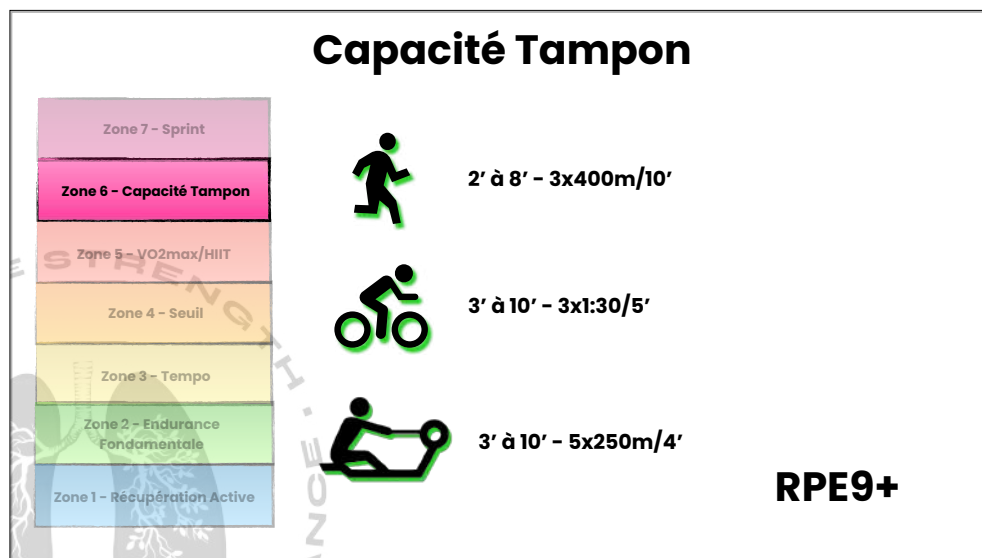 Capacité Tampon
Zone 7 - Sprint
Zone 6 - Capacité Tampon
Zone 5 - VO2max/HIIT
Zone 4 - Seuil
Zone 3 - Tempo
Zone 2 - Endurance
Fondamentale
Zone 1 - Récupération Active
2' à 8' - 3x400m/10'
3' à 10' - 3x1:30/5'
3' à 10' - 5x250m/4'
RPE9+
E STRENGTH ·
ANCE